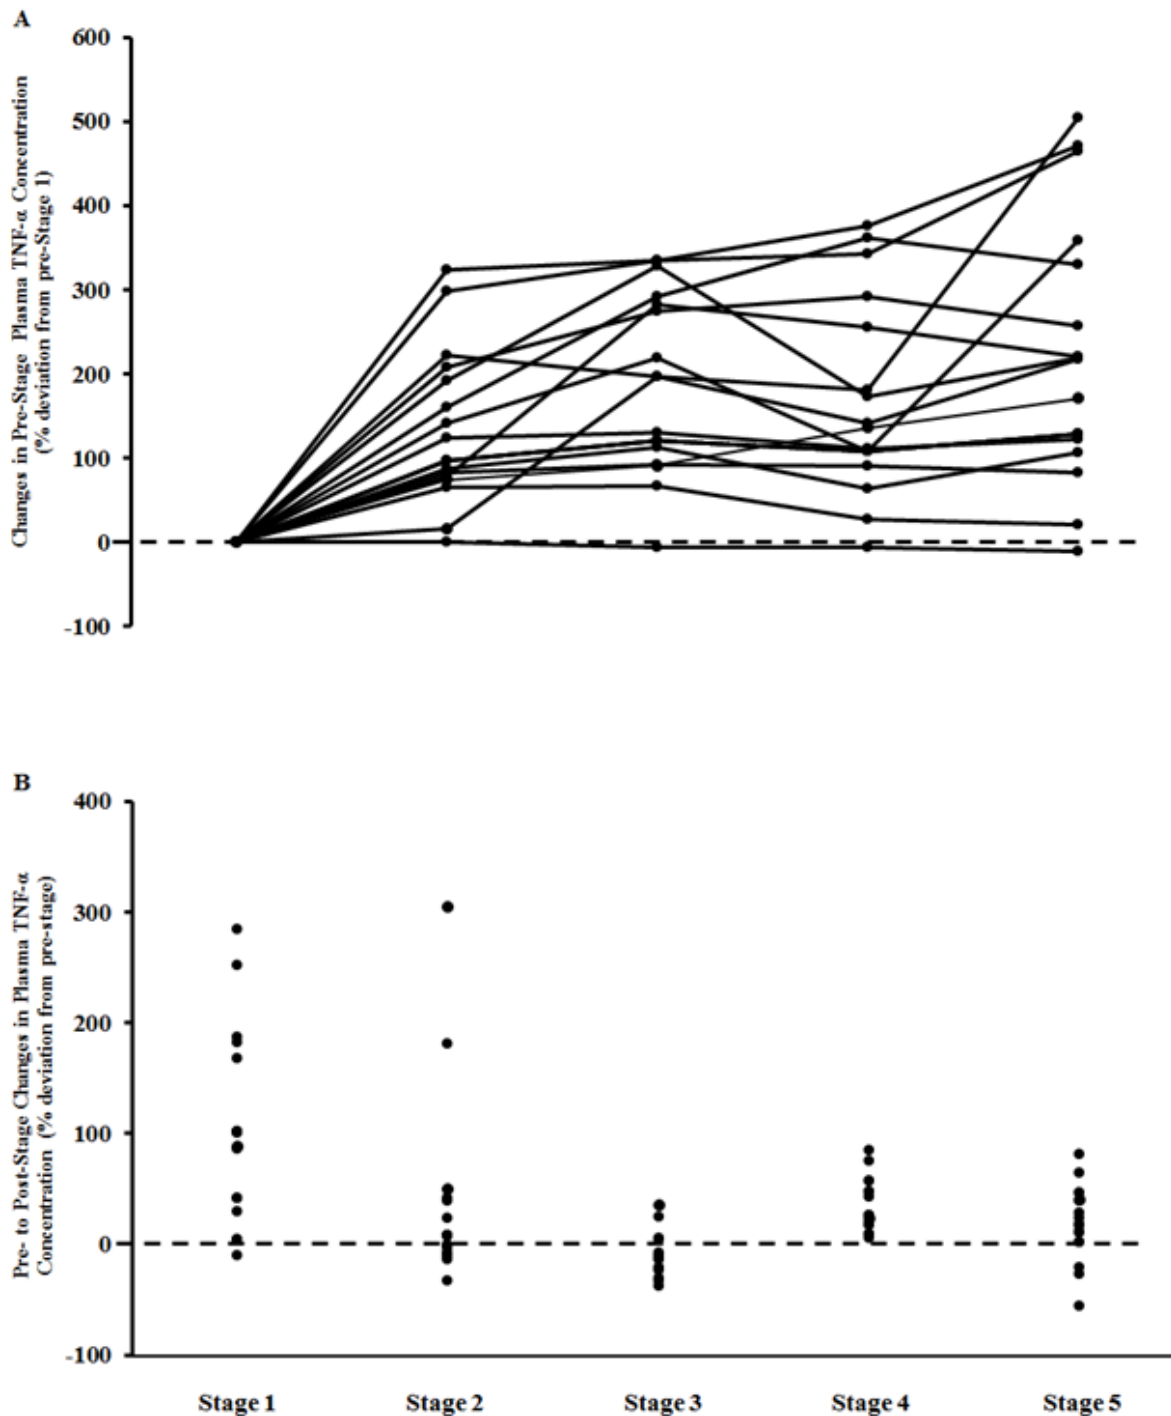 A
Changes in Pre-Stage Plasma TNF-α Concentration
(% deviation from pre-Stage 1)
600
500
400
300
200
100
0
-100
B
Pre- to Post-Stage Changes in Plasma TNF-α
Concentration (% deviation from pre-stage)
400
300
200
100
0
-100
Stage 1 Stage 2 Stage 3 Stage 4 Stage 5